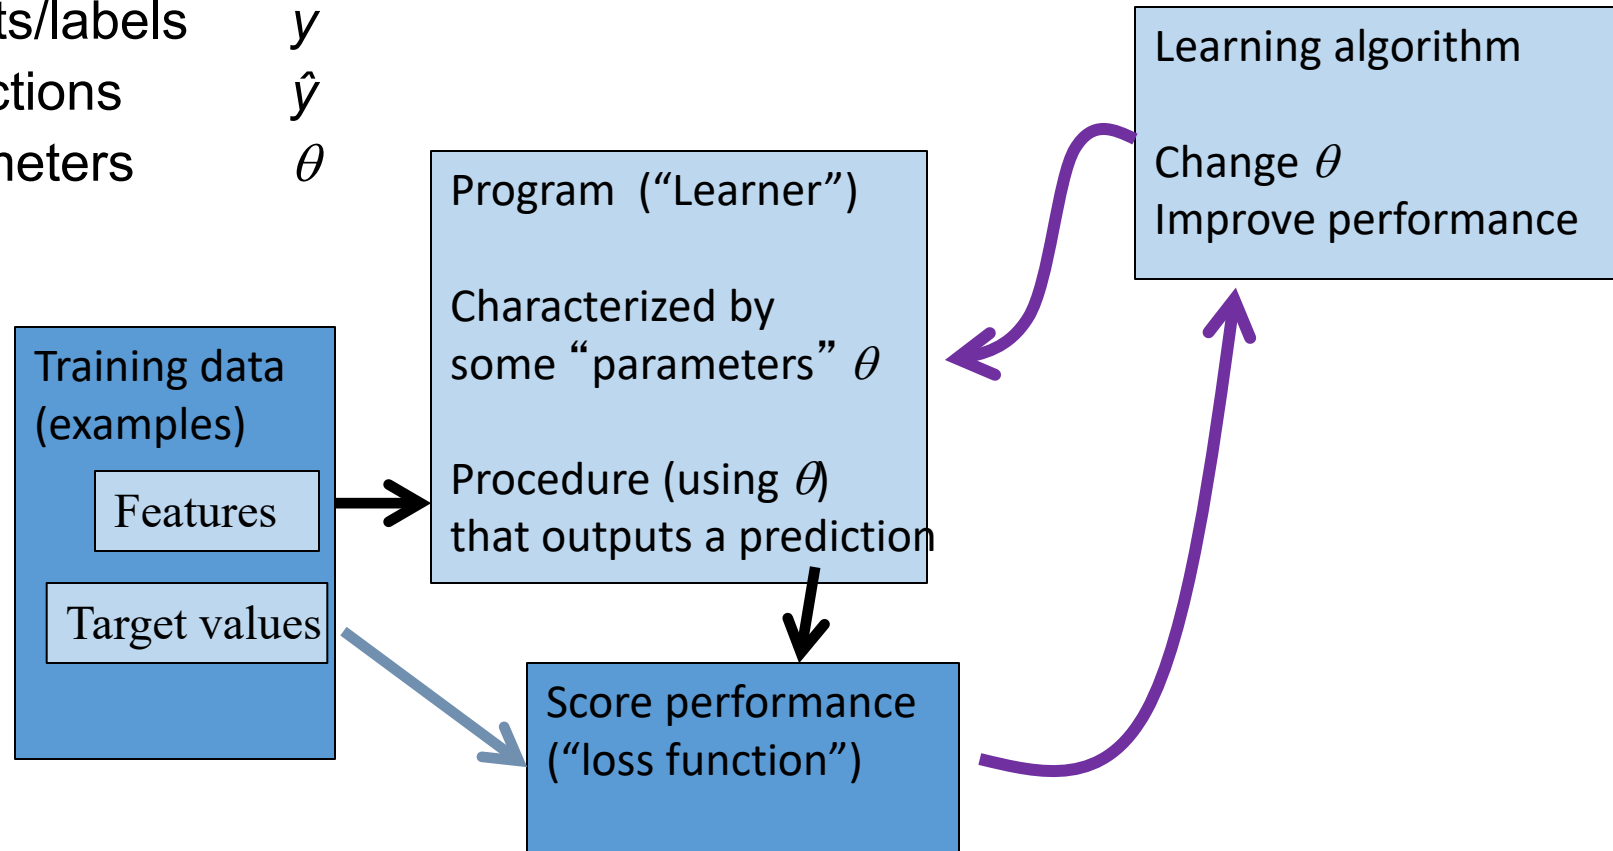 ts/labels y
ctions ŷ
neters θ
Learning algorithm
Change θ
Improve performance
Program (“Learner”)
Characterized by
some “parameters” θ
Procedure (using θ)
that outputs a prediction
Training data
(examples)
Features
Target values
Score performance
(“loss function”)